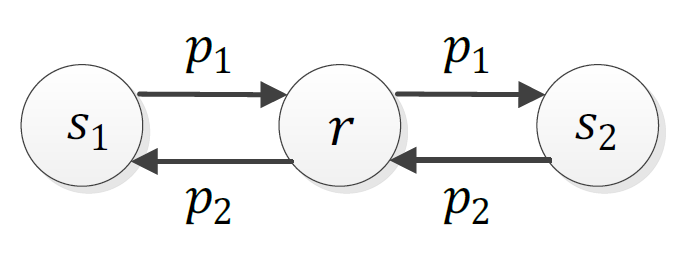 p₁ p₁
s₁ r s₂
p₂ p₂